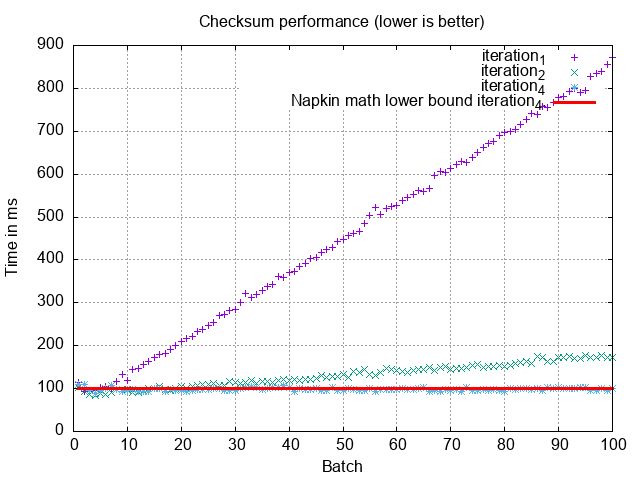 Checksum performance (lower is better)
900
800
700
600
500
400
300
200
100
0
Time in ms
iteration₁
iteration₂
iteration₄
Napkin math lower bound iteration₄
0 10 20 30 40 50 60 70 80 90 100
Batch